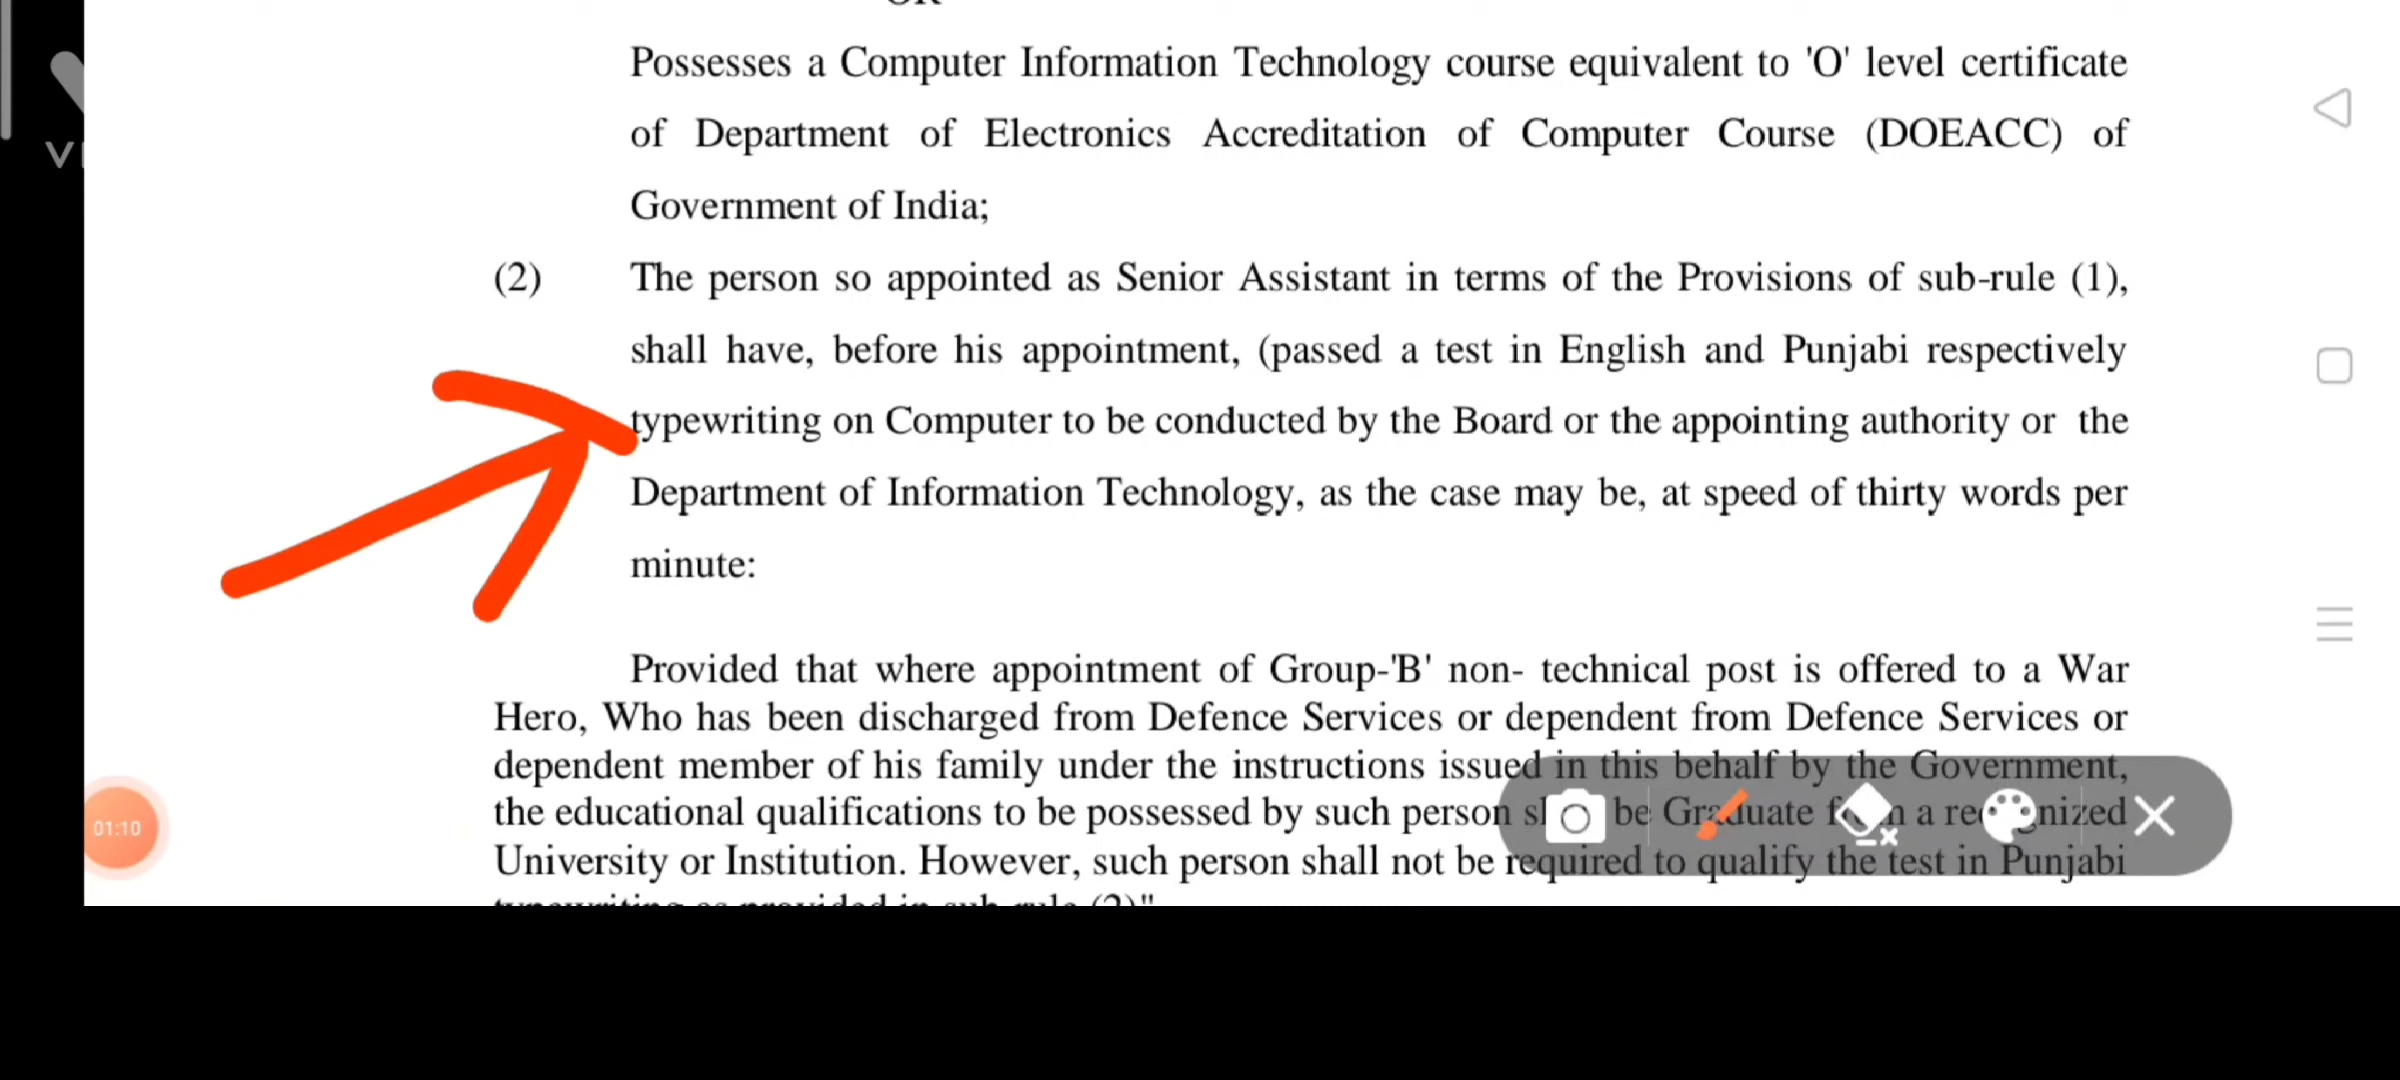 Possesses a Computer Information Technology course equivalent to 'O' level certificate
of Department of Electronics Accreditation of Computer Course (DOEACC) of
Government of India;
(2) The person so appointed as Senior Assistant in terms of the Provisions of sub-rule (1),
shall have, before his appointment, (passed a test in English and Punjabi respectively
typewriting on Computer to be conducted by the Board or the appointing authority or the
Department of Information Technology, as the case may be, at speed of thirty words per
minute:
Provided that where appointment of Group-'B' non- technical post is offered to a War
Hero, Who has been discharged from Defence Services or dependent from Defence Services or
dependent member of his family under the instructions issued in this behalf by the Government,
the educational qualifications to be possessed by such person be Graduate a
University or Institution. However, such person shall not be required to qualify the test in Punjabi
01:10